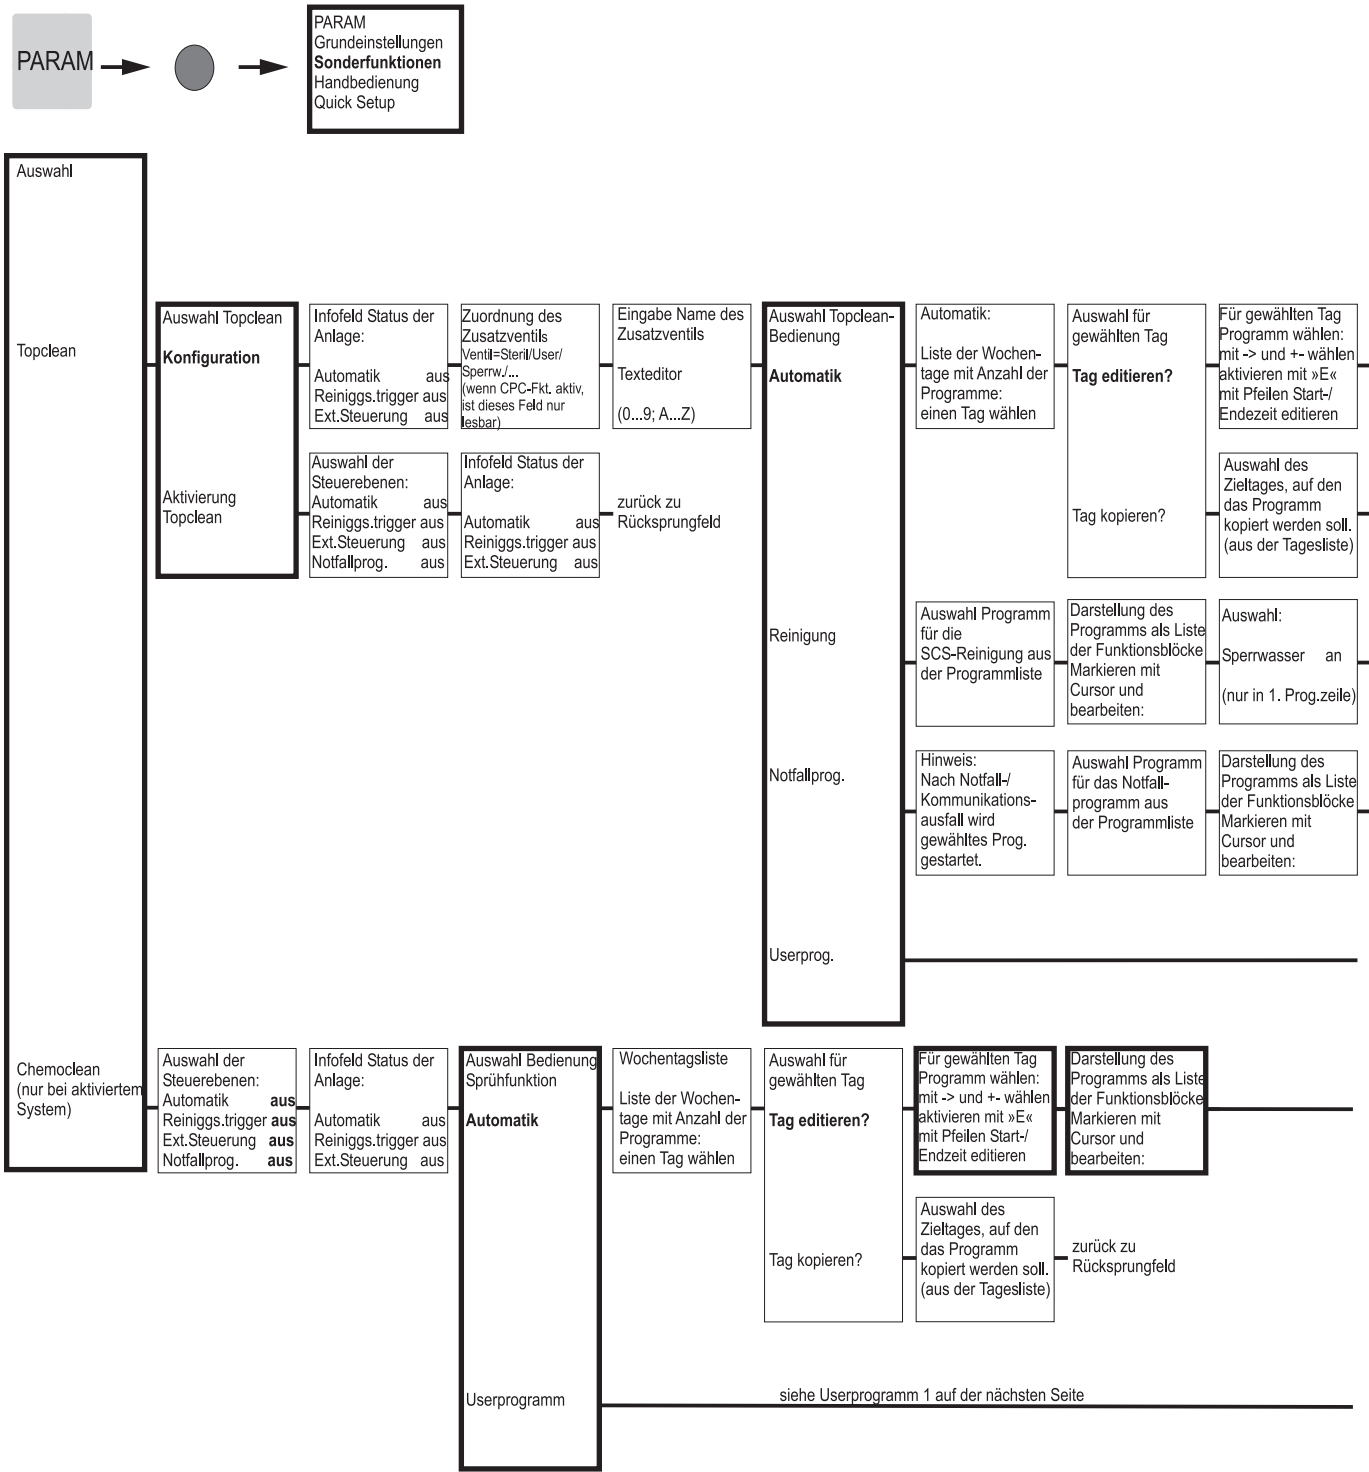 PARAM
PARAM
Grundeinstellungen
Sonderfunktionen
Handbedienung
Quick Setup
Auswahl
Topclean
Auswahl Topclean
Konfiguration
Aktivierung
Topclean
Infofeld Status der
Anlage:
Automatik aus
Reiniggs.trigger aus
Ext.Steuerung aus
Zuordnung des
Zusatzventils
Ventil=Steril/User/
Sperrw./...
(wenn CPC-Fkt. aktiv,
ist dieses Feld nur
lesbar)
Eingabe Name des
Zusatzventils
Texteditor
(0...9; A...Z)
Auswahl der
Steuerebenen:
Automatik aus
Reiniggs.trigger aus
Ext.Steuerung aus
Notfallprog. aus
Infofeld Status der
Anlage:
Automatik aus
Reiniggs.trigger aus
Ext.Steuerung aus
zurück zu
Rücksprungfeld
Auswahl Topclean-
Bedienung
Automatik
Automatik:
Liste der Wochen-
tage mit Anzahl der
Programme:
einen Tag wählen
Auswahl für
gewählten Tag
Tag editieren?
Tag kopieren?
Für gewählten Tag
Programm wählen:
mit -> und +- wählen
aktivieren mit »E«
mit Pfeilen Start-/
Endezeit editieren
Auswahl des
Zieltages, auf den
das Programm
kopiert werden soll.
(aus der Tagesliste)
Reinigung
Auswahl Programm
für die
SCS-Reinigung aus
der Programmliste
Darstellung des
Programms als Liste
der Funktionsblöcke
Markieren mit
Cursor und
bearbeiten:
Auswahl:
Sperrwasser an
(nur in 1. Prog.zeile)
Notfallprog.
Hinweis:
Nach Notfall-/
Kommunikations-
ausfall wird
gewähltes Prog.
gestartet.
Auswahl Programm
für das Notfall-
programm aus
der Programmliste
Darstellung des
Programms als Liste
der Funktionsblöcke
Markieren mit
Cursor und
bearbeiten:
Userprog.
Chemoclean
(nur bei aktiviertem
System)
Auswahl der
Steuerebenen:
Automatik aus
Reiniggs.trigger aus
Ext.Steuerung aus
Notfallprog. aus
Infofeld Status der
Anlage:
Automatik aus
Reiniggs.trigger aus
Ext.Steuerung aus
Auswahl Bedienung
Sprühfunktion
Automatik
Wochentagsliste
Liste der Wochen-
tage mit Anzahl der
Programme:
einen Tag wählen
Auswahl für
gewählten Tag
Tag editieren?
Tag kopieren?
Für gewählten Tag
Programm wählen:
mit -> und +- wählen
aktivieren mit »E«
mit Pfeilen Start-/
Endzeit editieren
Darstellung des
Programms als Liste
der Funktionsblöcke
Markieren mit
Cursor und
bearbeiten:
Auswahl des
Zieltages, auf den
das Programm
kopiert werden soll.
(aus der Tagesliste)
zurück zu
Rücksprungfeld
Userprogramm
siehe Userprogramm 1 auf der nächsten Seite